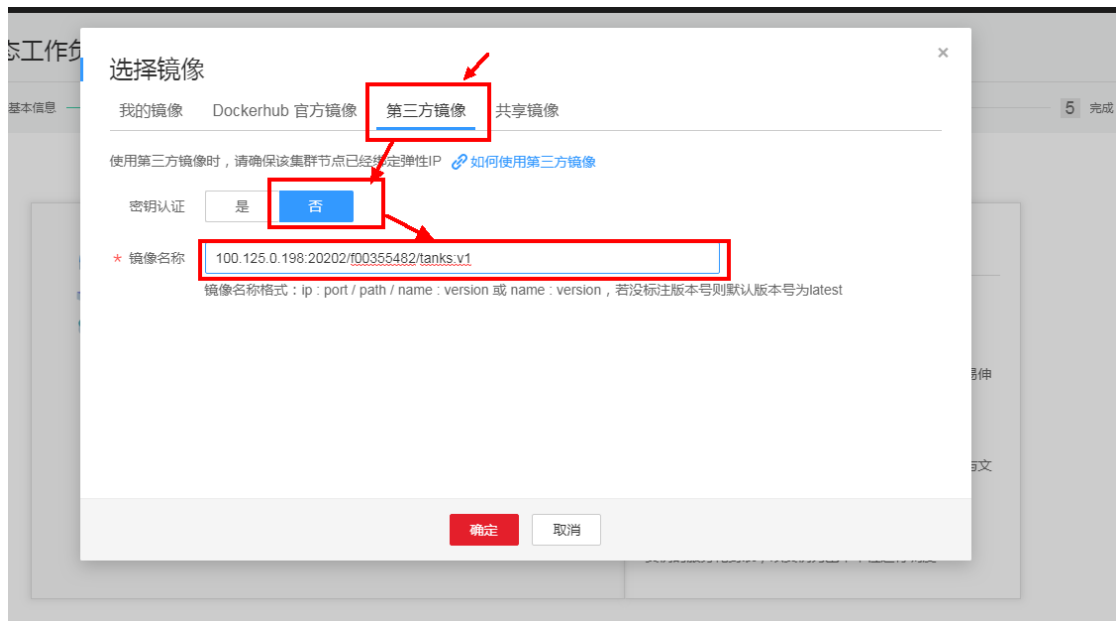 态工作负
选择镜像
×
基本信息
5 完成
我的镜像 Dockerhub 官方镜像 第三方镜像 共享镜像
使用第三方镜像时，请确保该集群节点已经绑定弹性IP 如何使用第三方镜像
密钥认证 是 否
* 镜像名称 100.125.0.198:20202/f00355482/tanks:v1
镜像名称格式：ip : port / path / name : version 或 name : version，若没标注版本号则默认版本号为latest
易伸
与文
确定 取消